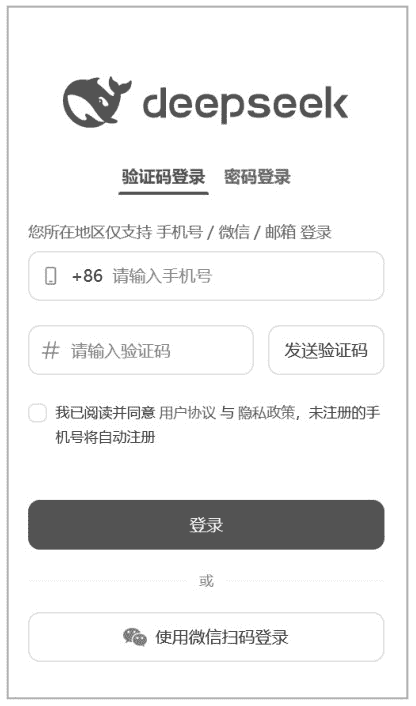 deepseek
验证码登录 密码登录
您所在地区仅支持 手机号 / 微信 / 邮箱 登录
+86 请输入手机号
请输入验证码 发送验证码
我已阅读并同意 用户协议 与 隐私政策，未注册的手
机号将自动注册
登录
或
使用微信扫码登录